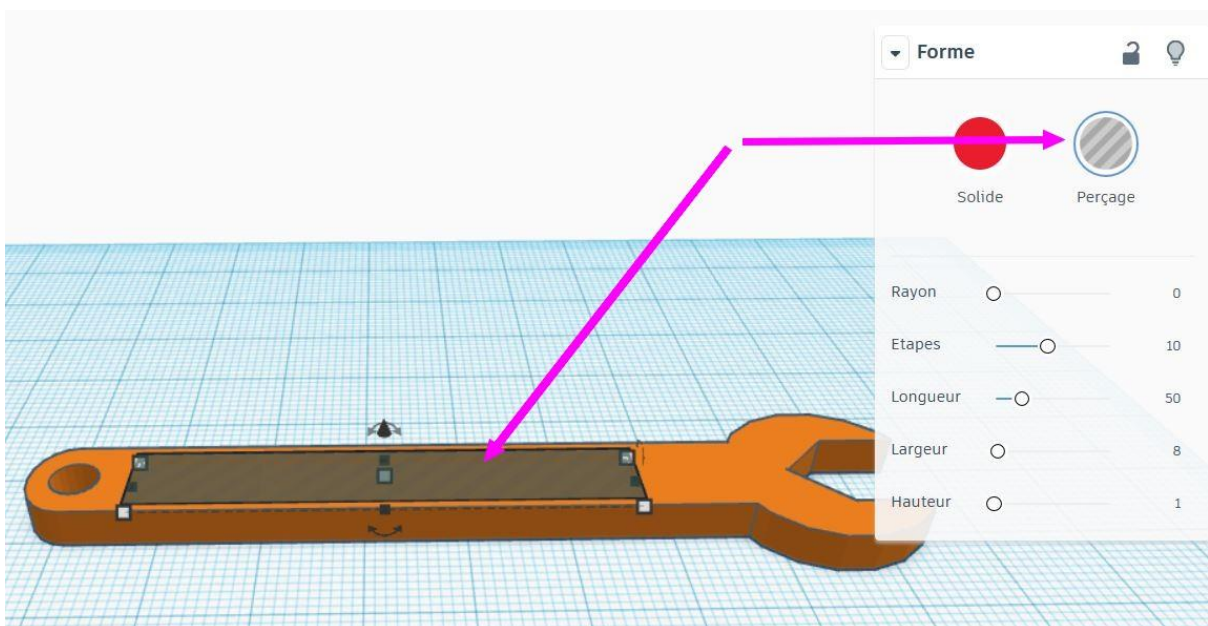 Forme
Solide Perçage
Rayon 0
Etapes 10
Longueur 50
Largeur 8
Hauteur 1